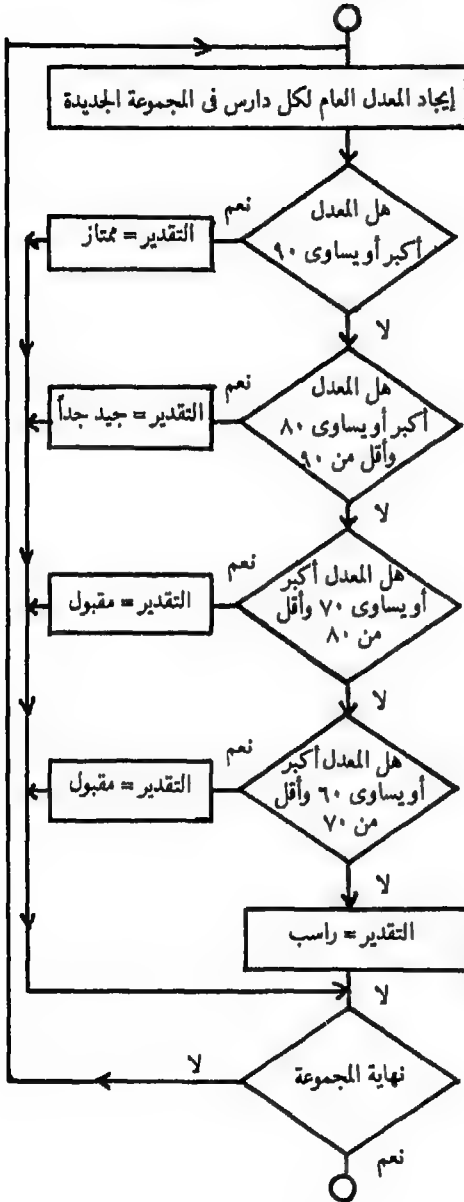 إيجاد المعدل العام لكل دارس فى المجموعة الجديدة
هل المعدل
أكبر أو يساوى ٩٠
نعم
التقدير = ممتاز
لا
هل المعدل
أكبر أو يساوى ٨٠
وأقل من ٩٠
نعم
التقدير = جيد جداً
لا
هل المعدل أكبر
أو يساوى ٧٠ وأقل
من ٨٠
نعم
التقدير = مقبول
لا
هل المعدل أكبر
أو يساوى ٦٠ وأقل
من ٧٠
نعم
التقدير = مقبول
لا
التقدير = راسب
لا
نهاية المجموعة
لا
نعم